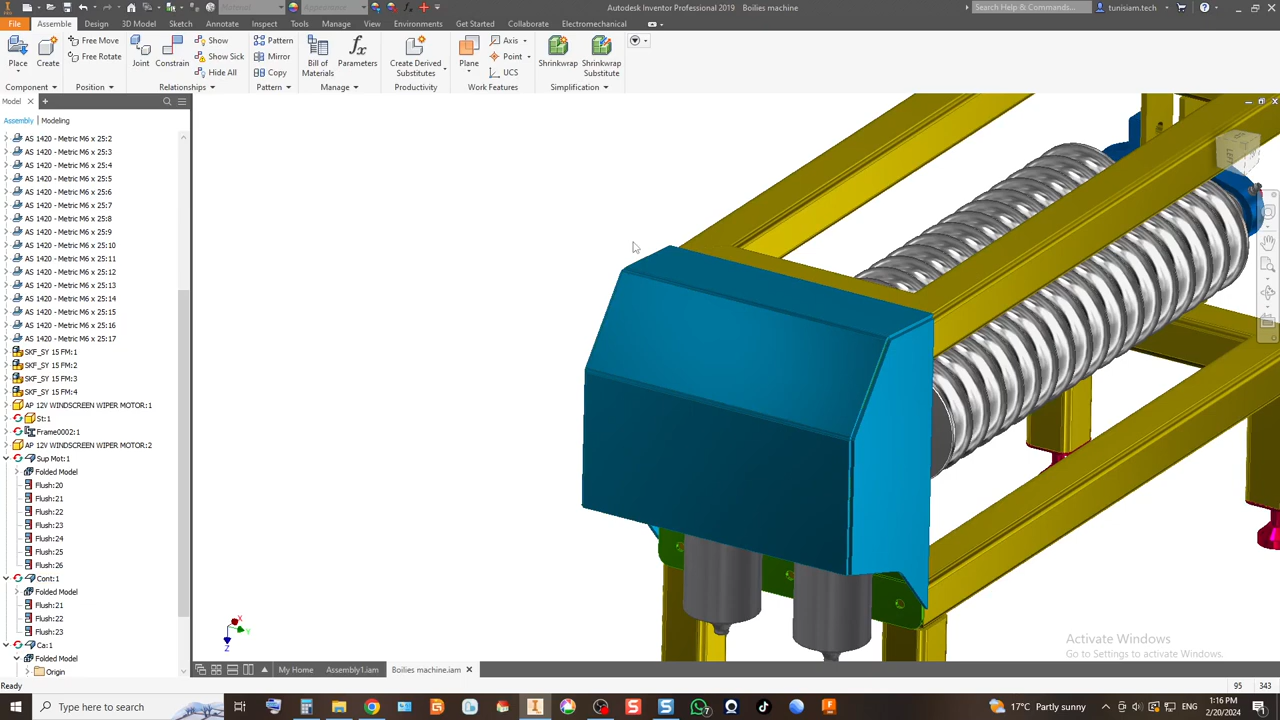 Material
Appearance
Autodesk Inventor Professional 2019 Boilies machine
Search Help & Commands...
tunisiam.tech
File Assemble Design 3D Model Sketch Annotate Inspect Tools Manage View Environments Get Started Collaborate Electromechanical
Place
Create
Free Move
Free Rotate
Joint
Constrain
Show
Show Sick
Hide All
Pattern
Mirror
Copy
Bill of Materials
Parameters
Create Derived Substitutes
Plane
Axis
Point
UCS
Shrinkwrap
Shrinkwrap Substitute
Component Position Relationships Pattern Manage Productivity Work Features Simplification
Model
Assembly Modeling
AS 1420 - Metric M6 x 25:2
AS 1420 - Metric M6 x 25:3
AS 1420 - Metric M6 x 25:4
AS 1420 - Metric M6 x 25:5
AS 1420 - Metric M6 x 25:6
AS 1420 - Metric M6 x 25:7
AS 1420 - Metric M6 x 25:8
AS 1420 - Metric M6 x 25:9
AS 1420 - Metric M6 x 25:10
AS 1420 - Metric M6 x 25:11
AS 1420 - Metric M6 x 25:12
AS 1420 - Metric M6 x 25:13
AS 1420 - Metric M6 x 25:14
AS 1420 - Metric M6 x 25:15
AS 1420 - Metric M6 x 25:16
AS 1420 - Metric M6 x 25:17
SKF_SY 15 FM:1
SKF_SY 15 FM:2
SKF_SY 15 FM:3
SKF_SY 15 FM:4
AP 12V WINDSCREEN WIPER MOTOR:1
St:1
Frame0002:1
AP 12V WINDSCREEN WIPER MOTOR:2
Sup Mot:1
Folded Model
Flush:20
Flush:21
Flush:22
Flush:23
Flush:24
Flush:25
Flush:26
Cont:1
Folded Model
Flush:21
Flush:22
Flush:23
Ca:1
Folded Model
Origin
X
Y
Z
Activate Windows
Go to Settings to activate Windows.
My Home Assembly1.iam Boilies machine.iam
Ready
95 343
Type here to search
17°C Partly sunny
1:16 PM
2/20/2024